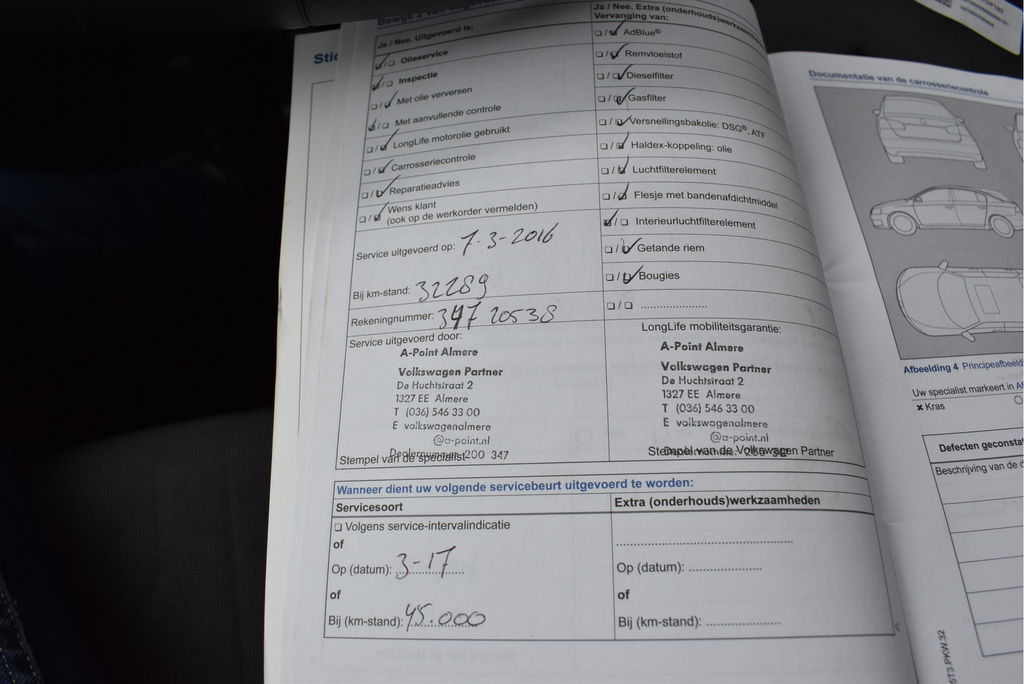 Ja / Nee. Uitgevoerd is:
☑/☐ Olieservice
☑/☐ Inspectie
☐/☑ Met olie verversen
☑/☐ Met aanvullende controle
☐/☑ LongLife motorolie gebruikt
☐/☑ Carrosseriecontrole
☐/☑ Reparatieadvies
☐/☑ Wens klant
(ook op de werkorder vermelden)
Service uitgevoerd op: 7-3-2016
Bij km-stand: 32289
Rekeningnummer: 347 20538
Service uitgevoerd door:
A-Point Almere
Volkswagen Partner
De Huchtstraat 2
1327 EE Almere
T (036) 546 33 00
E volkswagenalmere
@a-point.nl
Dealernummer 200 347
Stempel van de specialist
Ja / Nee. Extra (onderhouds)werkzaamheden
Vervanging van:
☐/☑ AdBlue®
☐/☑ Remvloeistof
☐/☑ Dieselfilter
☐/☑ Gasfilter
☐/☑ Versnellingsbakolie: DSG®, ATF
☐/☑ Haldex-koppeling: olie
☐/☑ Luchtfilterelement
☐/☑ Flesje met bandenafdichtmiddel
☑/☐ Interieurluchtfilterelement
☐/☑ Getande riem
☐/☑ Bougies
☐/☐ .....................
LongLife mobiliteitsgarantie:
A-Point Almere
Volkswagen Partner
De Huchtstraat 2
1327 EE Almere
T (036) 546 33 00
E volkswagenalmere
@a-point.nl
Stempel van de Volkswagen Partner
Wanneer dient uw volgende servicebeurt uitgevoerd te worden:
Servicesoort
☐ Volgens service-intervalindicatie
of
Op (datum): 3-17
of
Bij (km-stand): 45.000
Extra (onderhouds)werkzaamheden
Op (datum): ......................
of
Bij (km-stand): ......................
Documentatie van de carrosseriecontrole
Afbeelding 4 Principeafbeeld
Uw specialist markeert in
× Kras
Defecten geconsta
Beschrijving van de